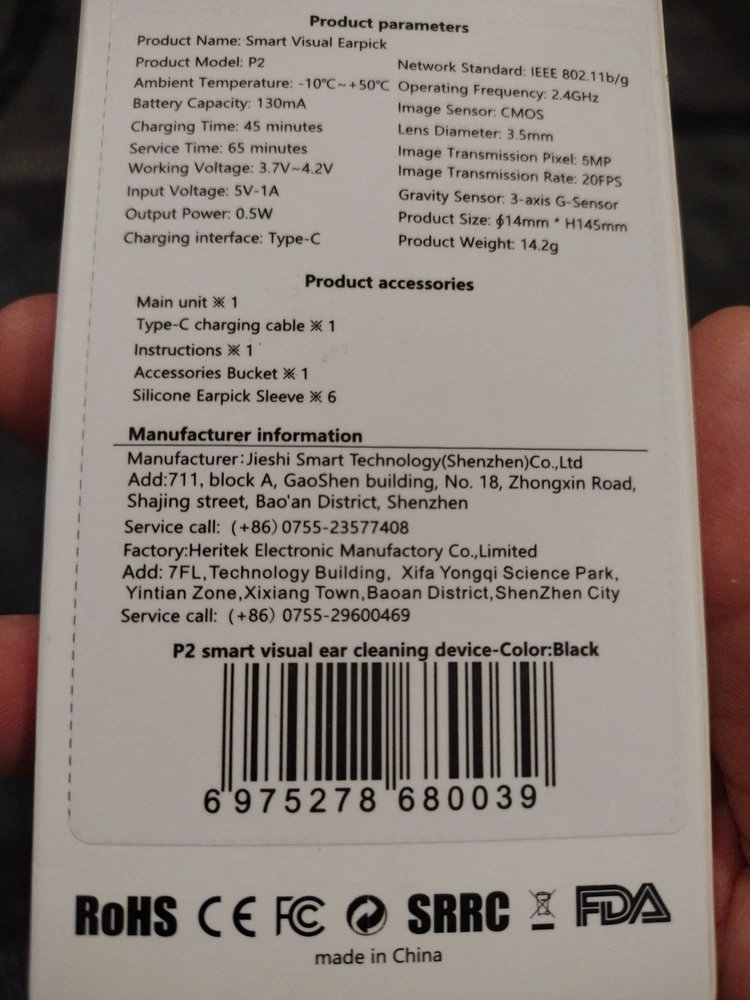 Product parameters
Product Name: Smart Visual Earpick
Product Model: P2
Ambient Temperature: -10℃~+50℃
Battery Capacity: 130mA
Charging Time: 45 minutes
Service Time: 65 minutes
Working Voltage: 3.7V~4.2V
Input Voltage: 5V-1A
Output Power: 0.5W
Charging interface: Type-C
Network Standard: IEEE 802.11b/g
Operating Frequency: 2.4GHz
Image Sensor: CMOS
Lens Diameter: 3.5mm
Image Transmission Pixel: 5MP
Image Transmission Rate: 20FPS
Gravity Sensor: 3-axis G-Sensor
Product Size: ϕ14mm * H145mm
Product Weight: 14.2g
Product accessories
Main unit ※ 1
Type-C charging cable ※ 1
Instructions ※ 1
Accessories Bucket ※ 1
Silicone Earpick Sleeve ※ 6
Manufacturer information
Manufacturer:Jieshi Smart Technology(Shenzhen)Co.,Ltd
Add:711, block A, GaoShen building, No. 18, Zhongxin Road,
Shajing street, Bao'an District, Shenzhen
Service call: (+86) 0755-23577408
Factory:Heritek Electronic Manufactory Co.,Limited
Add: 7FL,Technology Building, Xifa Yongqi Science Park,
Yintian Zone,Xixiang Town,Baoan District,ShenZhen City
Service call: (+86) 0755-29600469
P2 smart visual ear cleaning device-Color:Black
6 975278 680039
RoHS CE FC SRRC FDA
made in China